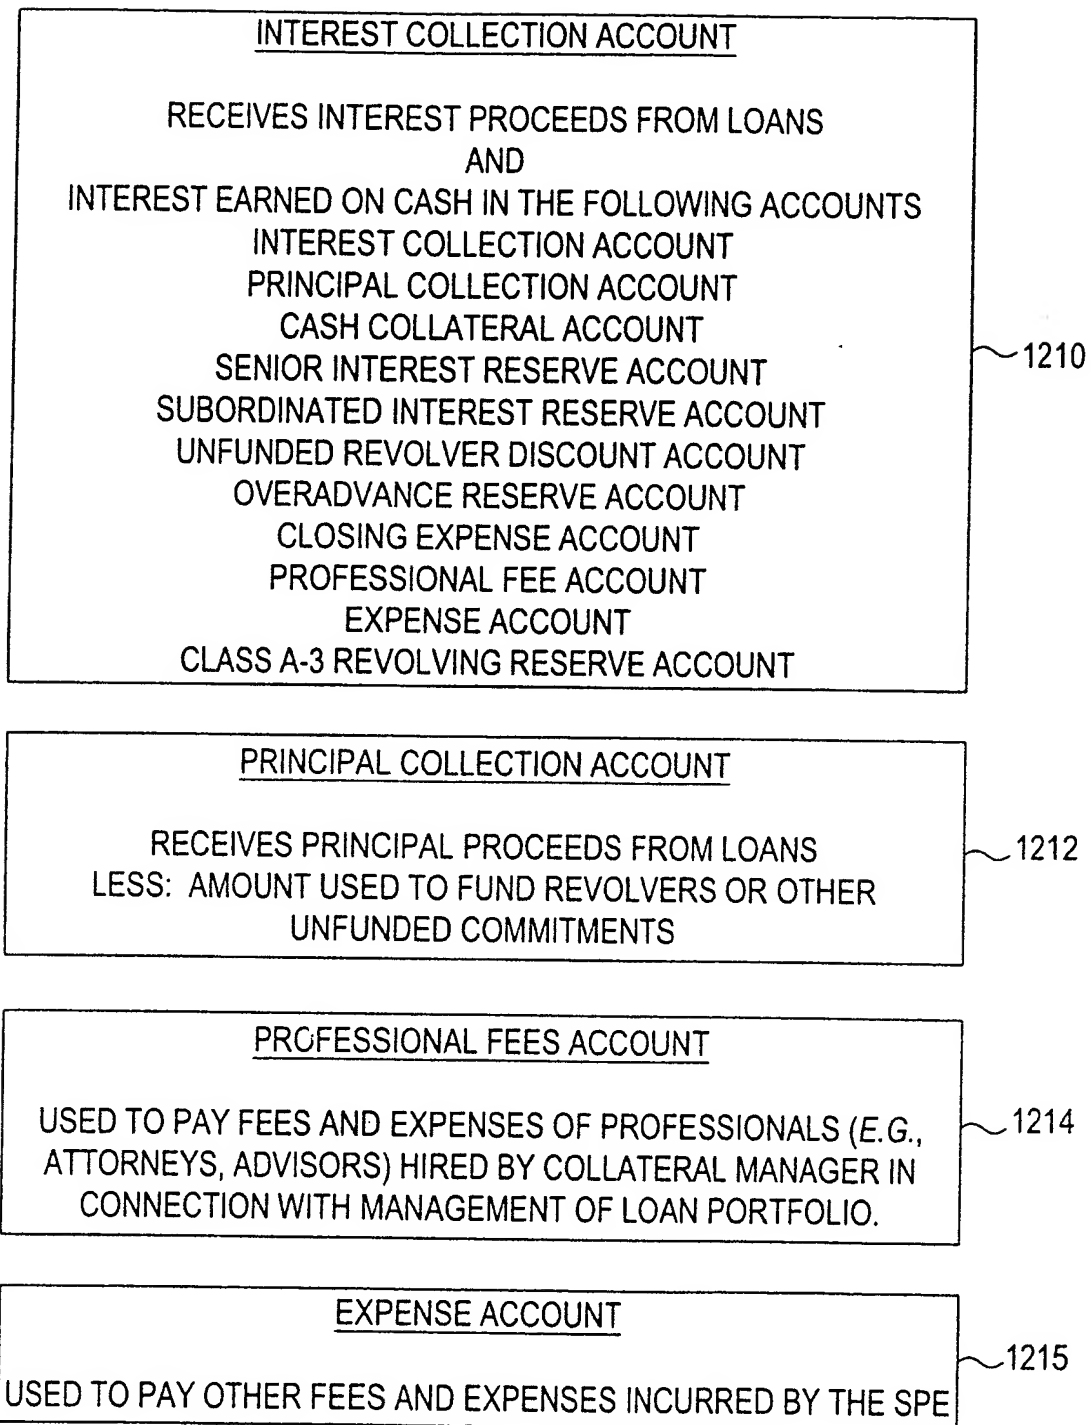 INTEREST COLLECTION ACCOUNT
RECEIVES INTEREST PROCEEDS FROM LOANS
AND
INTEREST EARNED ON CASH IN THE FOLLOWING ACCOUNTS
INTEREST COLLECTION ACCOUNT
PRINCIPAL COLLECTION ACCOUNT
CASH COLLATERAL ACCOUNT
SENIOR INTEREST RESERVE ACCOUNT
SUBORDINATED INTEREST RESERVE ACCOUNT
UNFUNDED REVOLVER DISCOUNT ACCOUNT
OVERADVANCE RESERVE ACCOUNT
CLOSING EXPENSE ACCOUNT
PROFESSIONAL FEE ACCOUNT
EXPENSE ACCOUNT
CLASS A-3 REVOLVING RESERVE ACCOUNT
1210
PRINCIPAL COLLECTION ACCOUNT
RECEIVES PRINCIPAL PROCEEDS FROM LOANS
LESS: AMOUNT USED TO FUND REVOLVERS OR OTHER
UNFUNDED COMMITMENTS
1212
PROFESSIONAL FEES ACCOUNT
USED TO PAY FEES AND EXPENSES OF PROFESSIONALS (E.G.,
ATTORNEYS, ADVISORS) HIRED BY COLLATERAL MANAGER IN
CONNECTION WITH MANAGEMENT OF LOAN PORTFOLIO.
1214
EXPENSE ACCOUNT
USED TO PAY OTHER FEES AND EXPENSES INCURRED BY THE SPE
1215